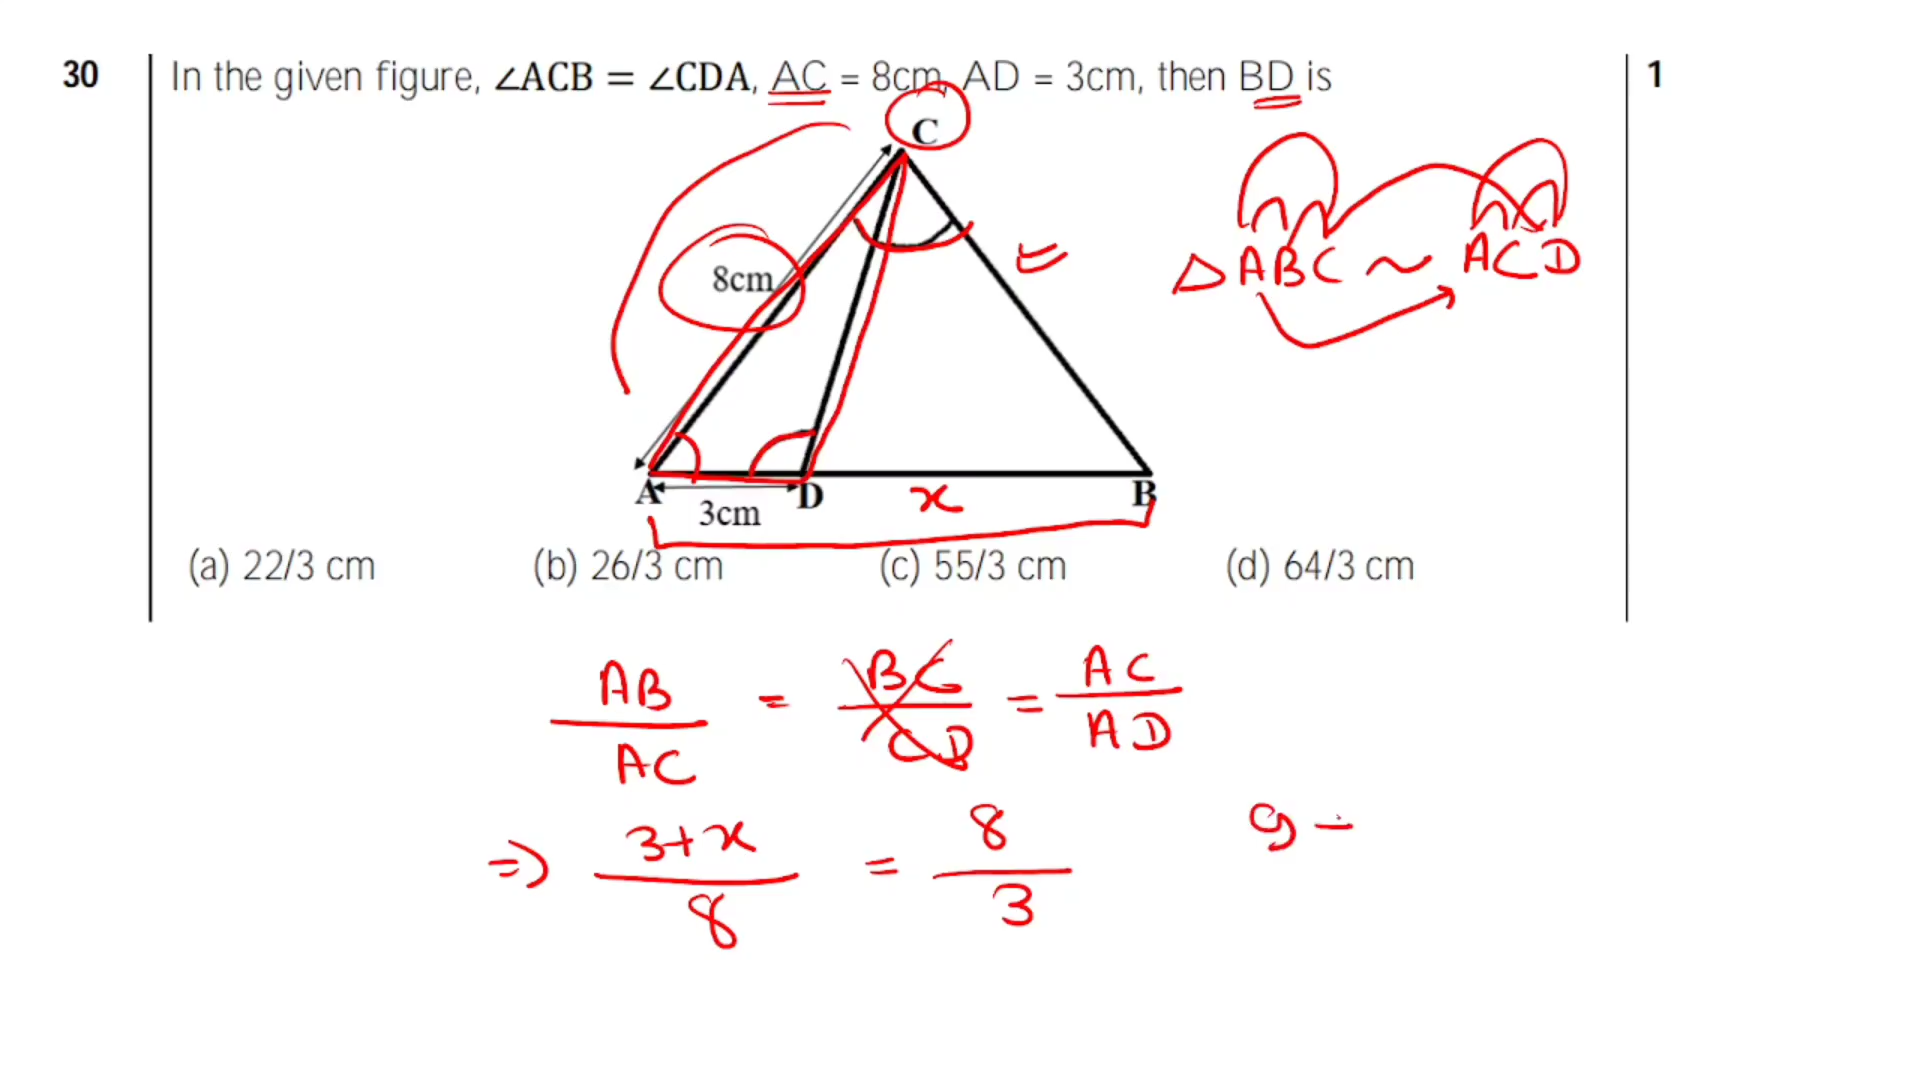 30 In the given figure, ∠ACB = ∠CDA, AC = 8cm, AD = 3cm, then BD is 1
C
8cm
△ABC ~ ACD
A D x B
3cm
(a) 22/3 cm (b) 26/3 cm (c) 55/3 cm (d) 64/3 cm
AB/AC = BC/CD = AC/AD
=> 3+x/8 = 8/3 9 -